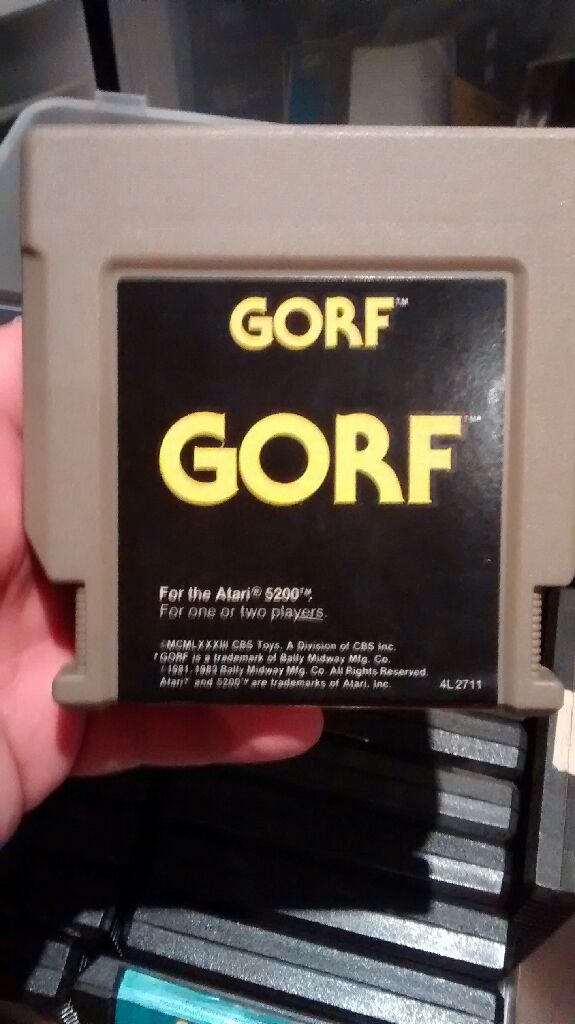 GORF™
GORF™
For the Atari® 5200™.
For one or two players.
©MCMLXXXIII CBS Toys, A Division of CBS Inc.
GORF is a trademark of Bally Midway Mfg. Co.
©1981, 1983 Bally Midway Mfg. Co. All Rights Reserved.
Atari® and 5200™ are trademarks of Atari, Inc. 4L2711